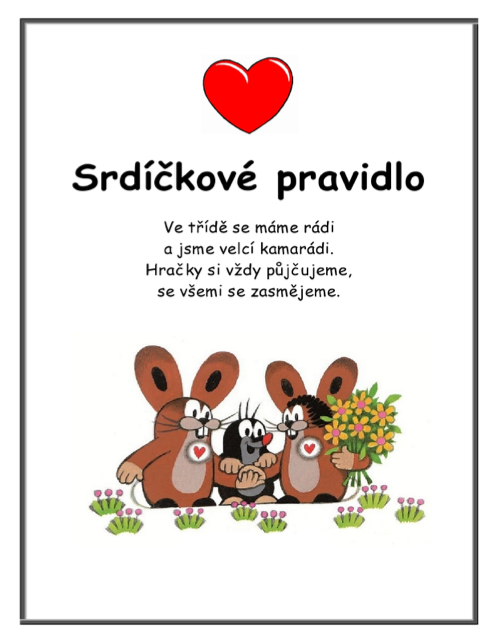 Srdíčkové pravidlo
Ve třídě se máme rádi
a jsme velcí kamarádi.
Hračky si vždy půjčujeme,
se všemi se zasmějeme.